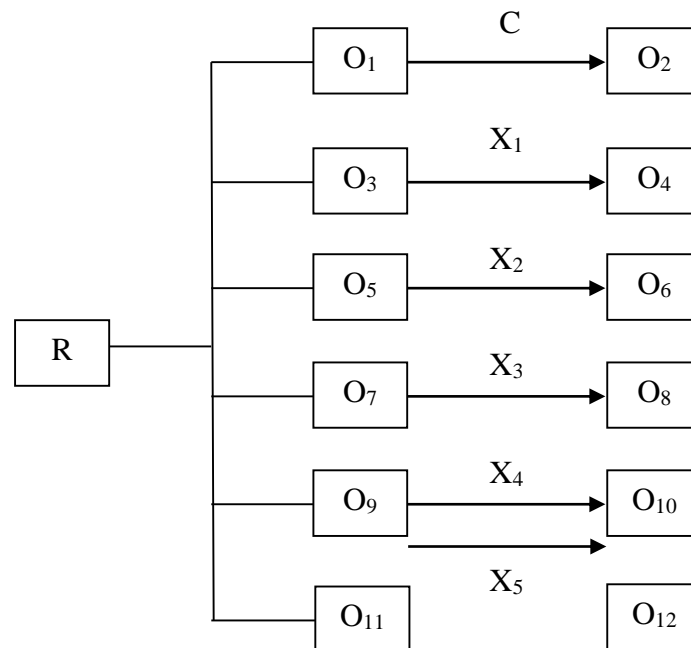 C
O₁ O₂
X₁
O₃ O₄
X₂
O₅ O₆
R
X₃
O₇ O₈
X₄
O₉ O₁₀
X₅
O₁₁ O₁₂